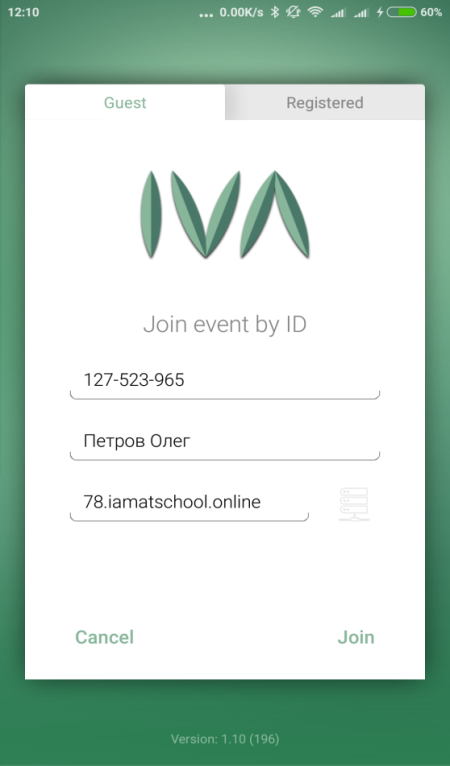 12:10 ... 0.00K/s 60%
Guest Registered
IVA
Join event by ID
127-523-965
Петров Олег
78.iamatschool.online
Cancel Join
Version: 1.10 (196)